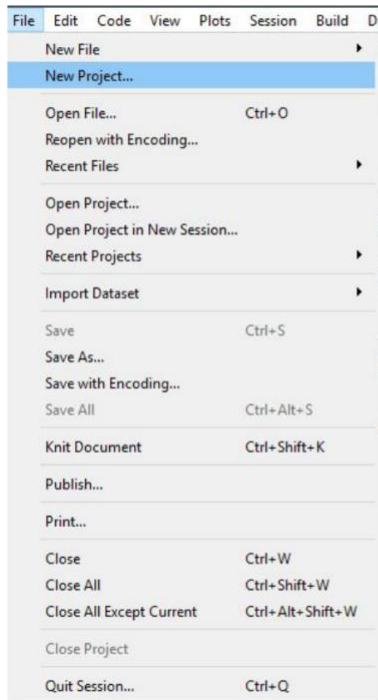 File Edit Code View Plots Session Build D
New File
New Project...
Open File... Ctrl+O
Reopen with Encoding...
Recent Files
Open Project...
Open Project in New Session...
Recent Projects
Import Dataset
Save Ctrl+S
Save As...
Save with Encoding...
Save All Ctrl+Alt+S
Knit Document Ctrl+Shift+K
Publish...
Print...
Close Ctrl+W
Close All Ctrl+Shift+W
Close All Except Current Ctrl+Alt+Shift+W
Close Project
Quit Session... Ctrl+Q